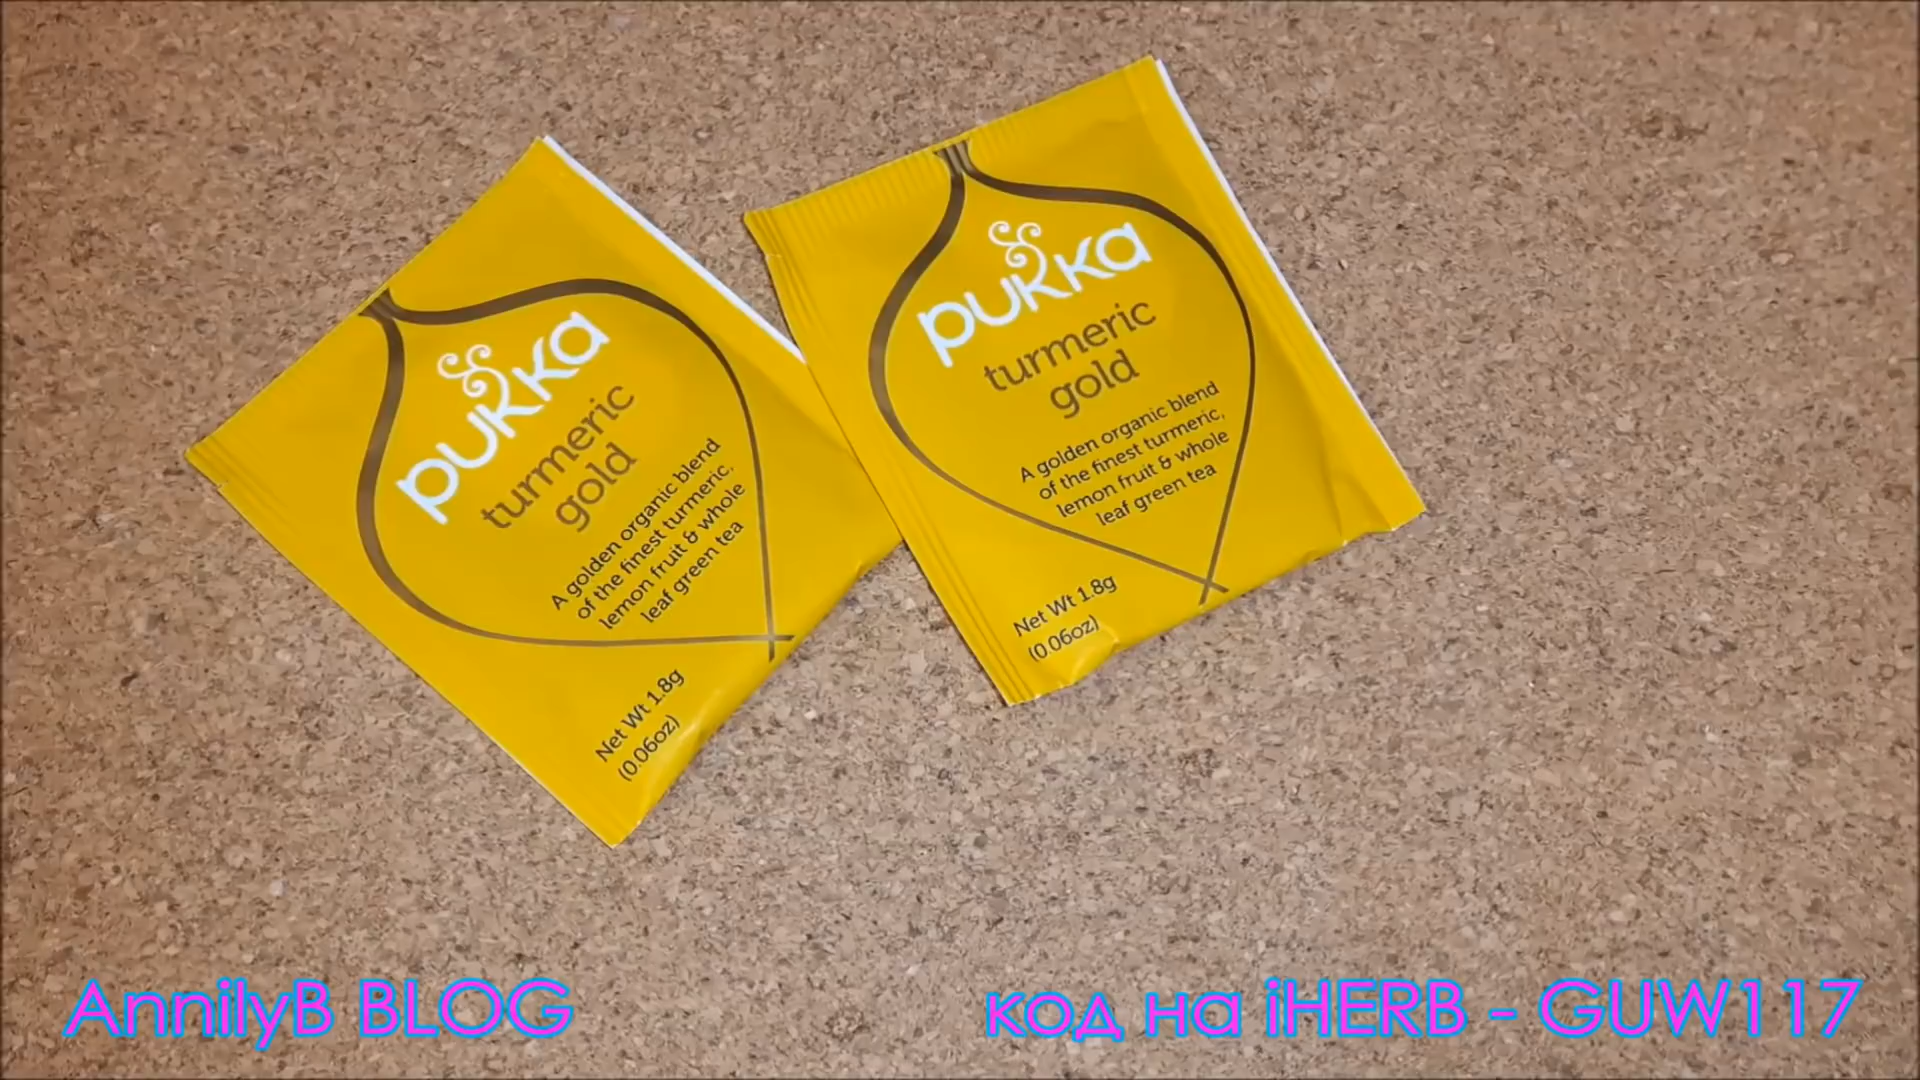 pukka
turmeric
gold
A golden organic blend
of the finest turmeric,
lemon fruit & whole
leaf green tea
Net Wt 1.8g
(0.06oz)
pukka
turmeric
gold
A golden organic blend
of the finest turmeric,
lemon fruit & whole
leaf green tea
Net Wt 1.8g
(0.06oz)
AnnilyB BLOG
код на iHERB - GUW117